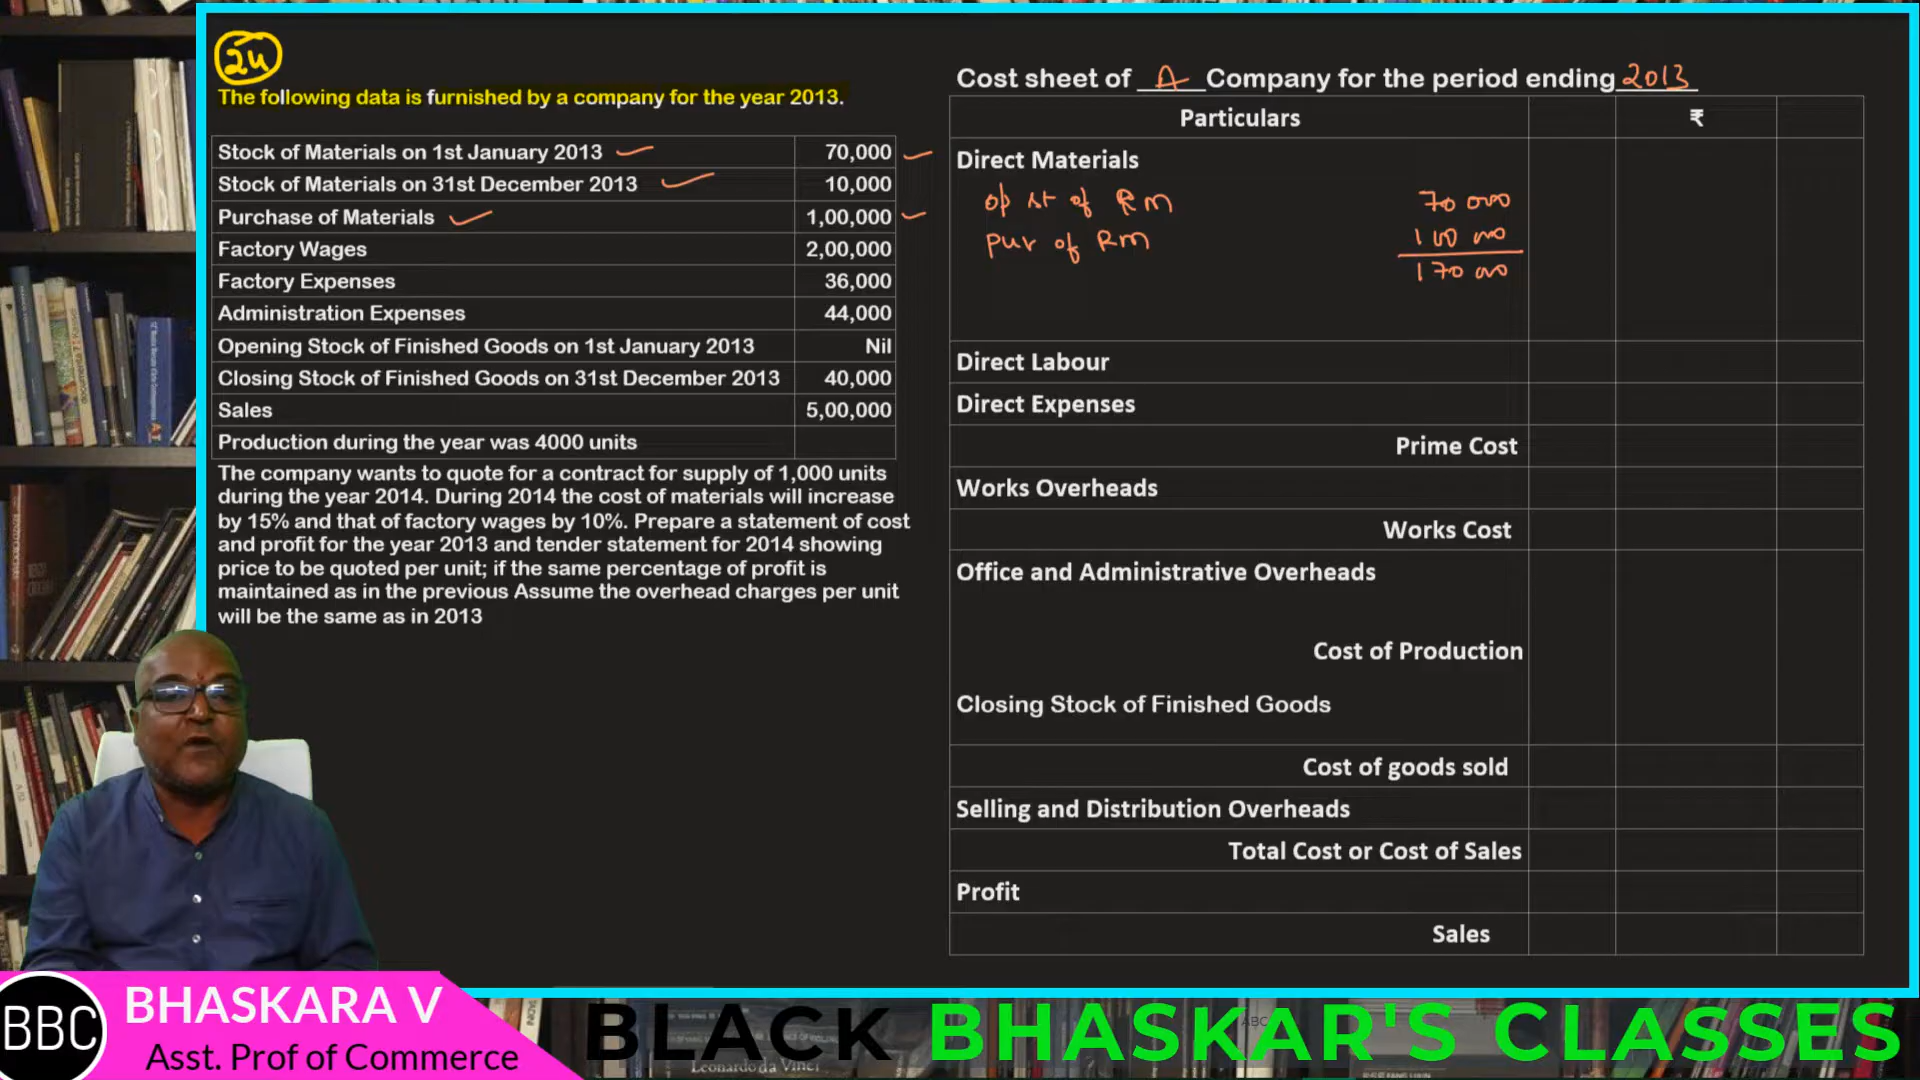 24
The following data is furnished by a company for the year 2013.
Stock of Materials on 1st January 2013 70,000
Stock of Materials on 31st December 2013 10,000
Purchase of Materials 1,00,000
Factory Wages 2,00,000
Factory Expenses 36,000
Administration Expenses 44,000
Opening Stock of Finished Goods on 1st January 2013 Nil
Closing Stock of Finished Goods on 31st December 2013 40,000
Sales 5,00,000
Production during the year was 4000 units
The company wants to quote for a contract for supply of 1,000 units
during the year 2014. During 2014 the cost of materials will increase
by 15% and that of factory wages by 10%. Prepare a statement of cost
and profit for the year 2013 and tender statement for 2014 showing
price to be quoted per unit; if the same percentage of profit is
maintained as in the previous Assume the overhead charges per unit
will be the same as in 2013
Cost sheet of A Company for the period ending 2013
Particulars ₹
Direct Materials
op st of RM 70 000
pur of RM 100 000
170 000
Direct Labour
Direct Expenses
Prime Cost
Works Overheads
Works Cost
Office and Administrative Overheads
Cost of Production
Closing Stock of Finished Goods
Cost of goods sold
Selling and Distribution Overheads
Total Cost or Cost of Sales
Profit
Sales
BBC
BHASKARA V
Asst. Prof of Commerce
BLACK BHASKAR'S CLASSES
ABC
Leonardo da Vinci